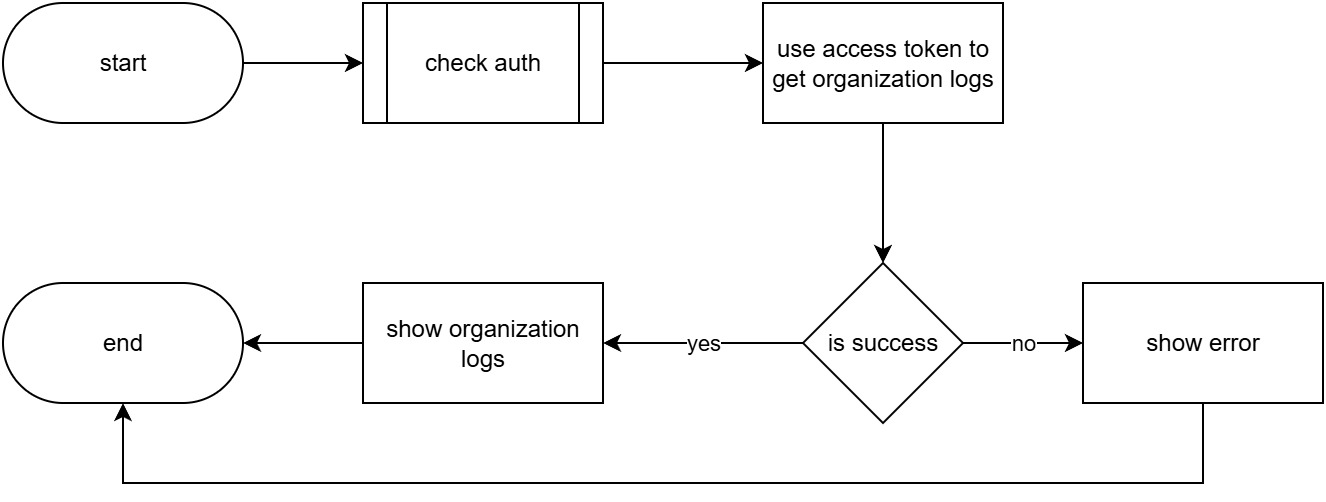 start
check auth
use access token to
get organization logs
end
show organization
logs
yes
is success
no
show error